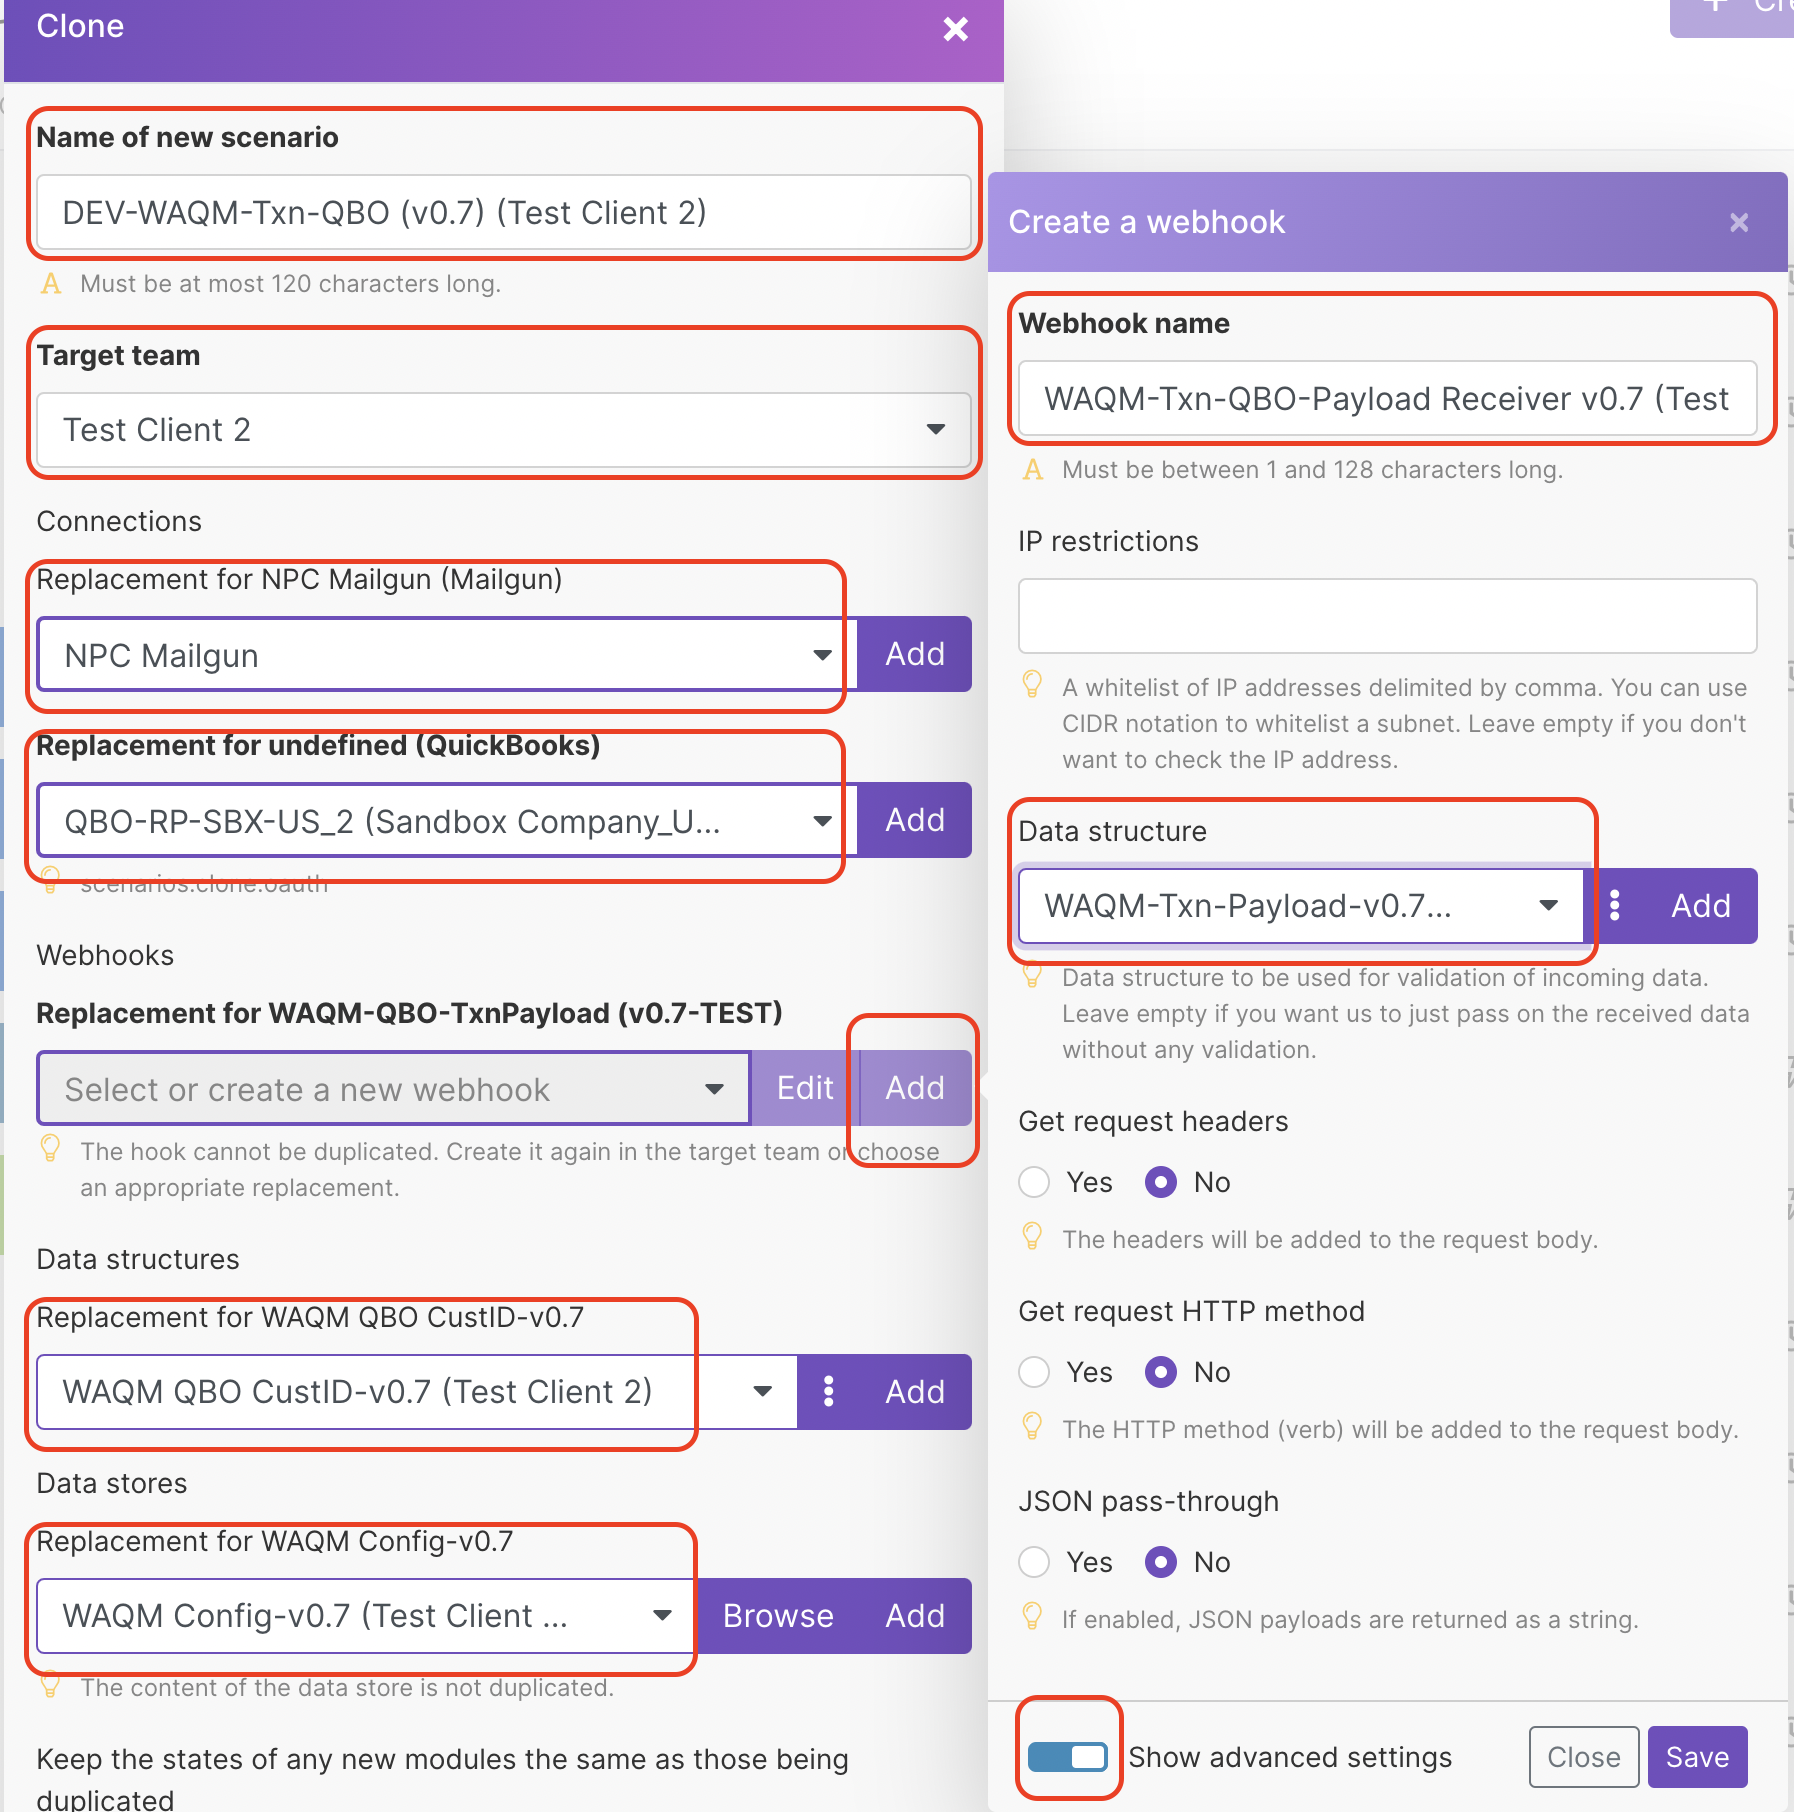 Clone
Name of new scenario
DEV-WAQM-Txn-QBO (v0.7) (Test Client 2)
Must be at most 120 characters long.
Target team
Test Client 2
Connections
Replacement for NPC Mailgun (Mailgun)
NPC Mailgun
Add
Replacement for undefined (QuickBooks)
QBO-RP-SBX-US_2 (Sandbox Company_U...
Add
scenarios.clone.oauth
Webhooks
Replacement for WAQM-QBO-TxnPayload (v0.7-TEST)
Select or create a new webhook
Edit
Add
The hook cannot be duplicated. Create it again in the target team or choose
an appropriate replacement.
Data structures
Replacement for WAQM QBO CustID-v0.7
WAQM QBO CustID-v0.7 (Test Client 2)
Add
Data stores
Replacement for WAQM Config-v0.7
WAQM Config-v0.7 (Test Client ...
Browse
Add
The content of the data store is not duplicated.
Keep the states of any new modules the same as those being
duplicated
Create a webhook
Webhook name
WAQM-Txn-QBO-Payload Receiver v0.7 (Test
Must be between 1 and 128 characters long.
IP restrictions
A whitelist of IP addresses delimited by comma. You can use
CIDR notation to whitelist a subnet. Leave empty if you don't
want to check the IP address.
Data structure
WAQM-Txn-Payload-v0.7...
Add
Data structure to be used for validation of incoming data.
Leave empty if you want us to just pass on the received data
without any validation.
Get request headers
Yes No
The headers will be added to the request body.
Get request HTTP method
Yes No
The HTTP method (verb) will be added to the request body.
JSON pass-through
Yes No
If enabled, JSON payloads are returned as a string.
Show advanced settings
Close
Save